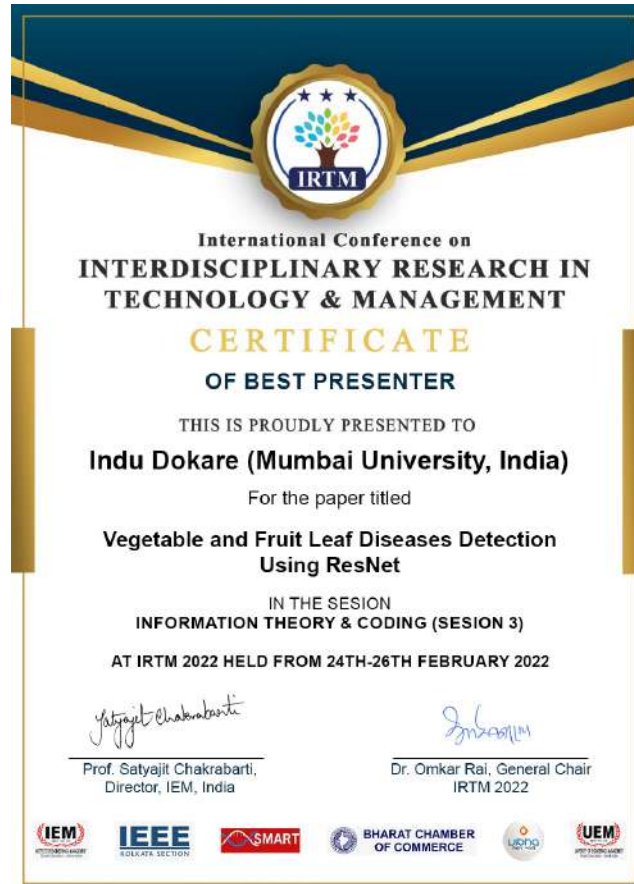 IRTM
International Conference on
INTERDISCIPLINARY RESEARCH IN
TECHNOLOGY & MANAGEMENT
CERTIFICATE
OF BEST PRESENTER
THIS IS PROUDLY PRESENTED TO
Indu Dokare (Mumbai University, India)
For the paper titled
Vegetable and Fruit Leaf Diseases Detection
Using ResNet
IN THE SESION
INFORMATION THEORY & CODING (SESION 3)
AT IRTM 2022 HELD FROM 24TH-26TH FEBRUARY 2022
Satyajit Chakrabarti
Prof. Satyajit Chakrabarti,
Director, IEM, India
Dr. Omkar Rai, General Chair
IRTM 2022
IEM
IEEE
KOLKATA SECTION
SMART
BHARAT CHAMBER
OF COMMERCE
UEM